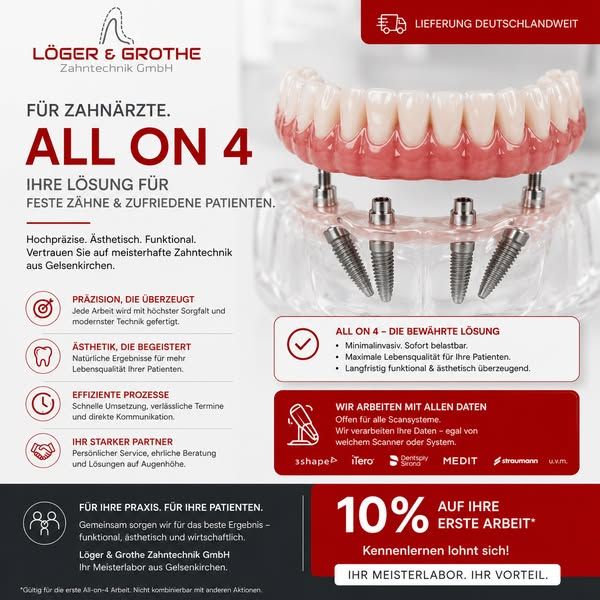 LÖGER & GROTHE
Zahntechnik GmbH
LIEFERUNG DEUTSCHLANDWEIT
FÜR ZAHNÄRZTE.
ALL ON 4
IHRE LÖSUNG FÜR
FESTE ZÄHNE & ZUFRIEDENE PATIENTEN.
Hochpräzise. Ästhetisch. Funktional.
Vertrauen Sie auf meisterhafte Zahntechnik
aus Gelsenkirchen.
PRÄZISION, DIE ÜBERZEUGT
Jede Arbeit wird mit höchster Sorgfalt und
modernster Technik gefertigt.
ÄSTHETIK, DIE BEGEISTERT
Natürliche Ergebnisse für mehr
Lebensqualität Ihrer Patienten.
EFFIZIENTE PROZESSE
Schnelle Umsetzung, verlässliche Termine
und direkte Kommunikation.
IHR STARKER PARTNER
Persönlicher Service, ehrliche Beratung
und Lösungen auf Augenhöhe.
ALL ON 4 – DIE BEWÄHRTE LÖSUNG
• Minimalinvasiv. Sofort belastbar.
• Maximale Lebensqualität für Ihre Patienten.
• Langfristig funktional & ästhetisch überzeugend.
WIR ARBEITEN MIT ALLEN DATEN
Offen für alle Scansysteme.
Wir verarbeiten Ihre Daten – egal von
welchem Scanner oder System.
3shape iTero Dentsply Sirona MEDIT straumann u.v.m.
FÜR IHRE PRAXIS. FÜR IHRE PATIENTEN.
Gemeinsam sorgen wir für das beste Ergebnis –
funktional, ästhetisch und wirtschaftlich.
Löger & Grothe Zahntechnik GmbH
Ihr Meisterlabor aus Gelsenkirchen.
10% AUF IHRE
ERSTE ARBEIT*
Kennenlernen lohnt sich!
IHR MEISTERLABOR. IHR VORTEIL.
*Gültig für die erste All-on-4 Arbeit. Nicht kombinierbar mit anderen Aktionen.